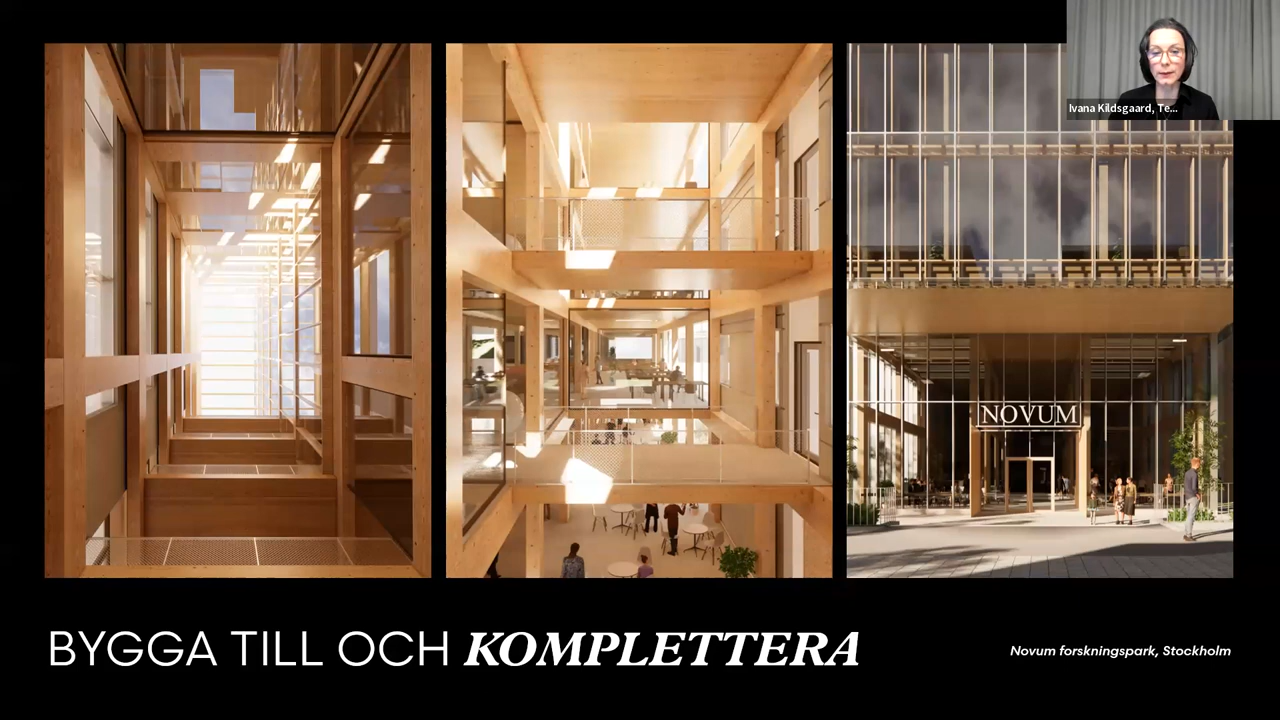 Ivana Kildsgaard, Te...
NOVUM
BYGGA TILL OCH KOMPLETTERA
Novum forskningspark, Stockholm